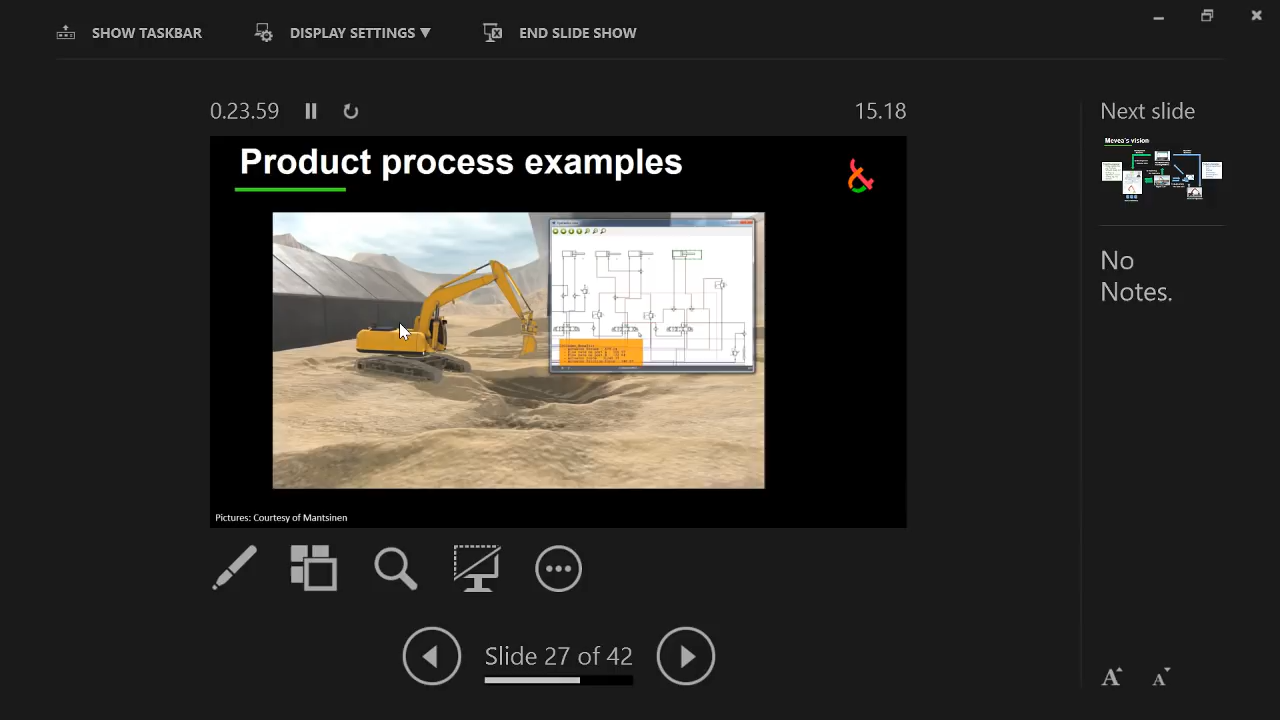 SHOW TASKBAR
DISPLAY SETTINGS ▼
END SLIDE SHOW
0.23.59
15.18
Next slide
Product process examples
Mevea's vision
No
Notes.
Pictures: Courtesy of Mantsinen
Slide 27 of 42
A A